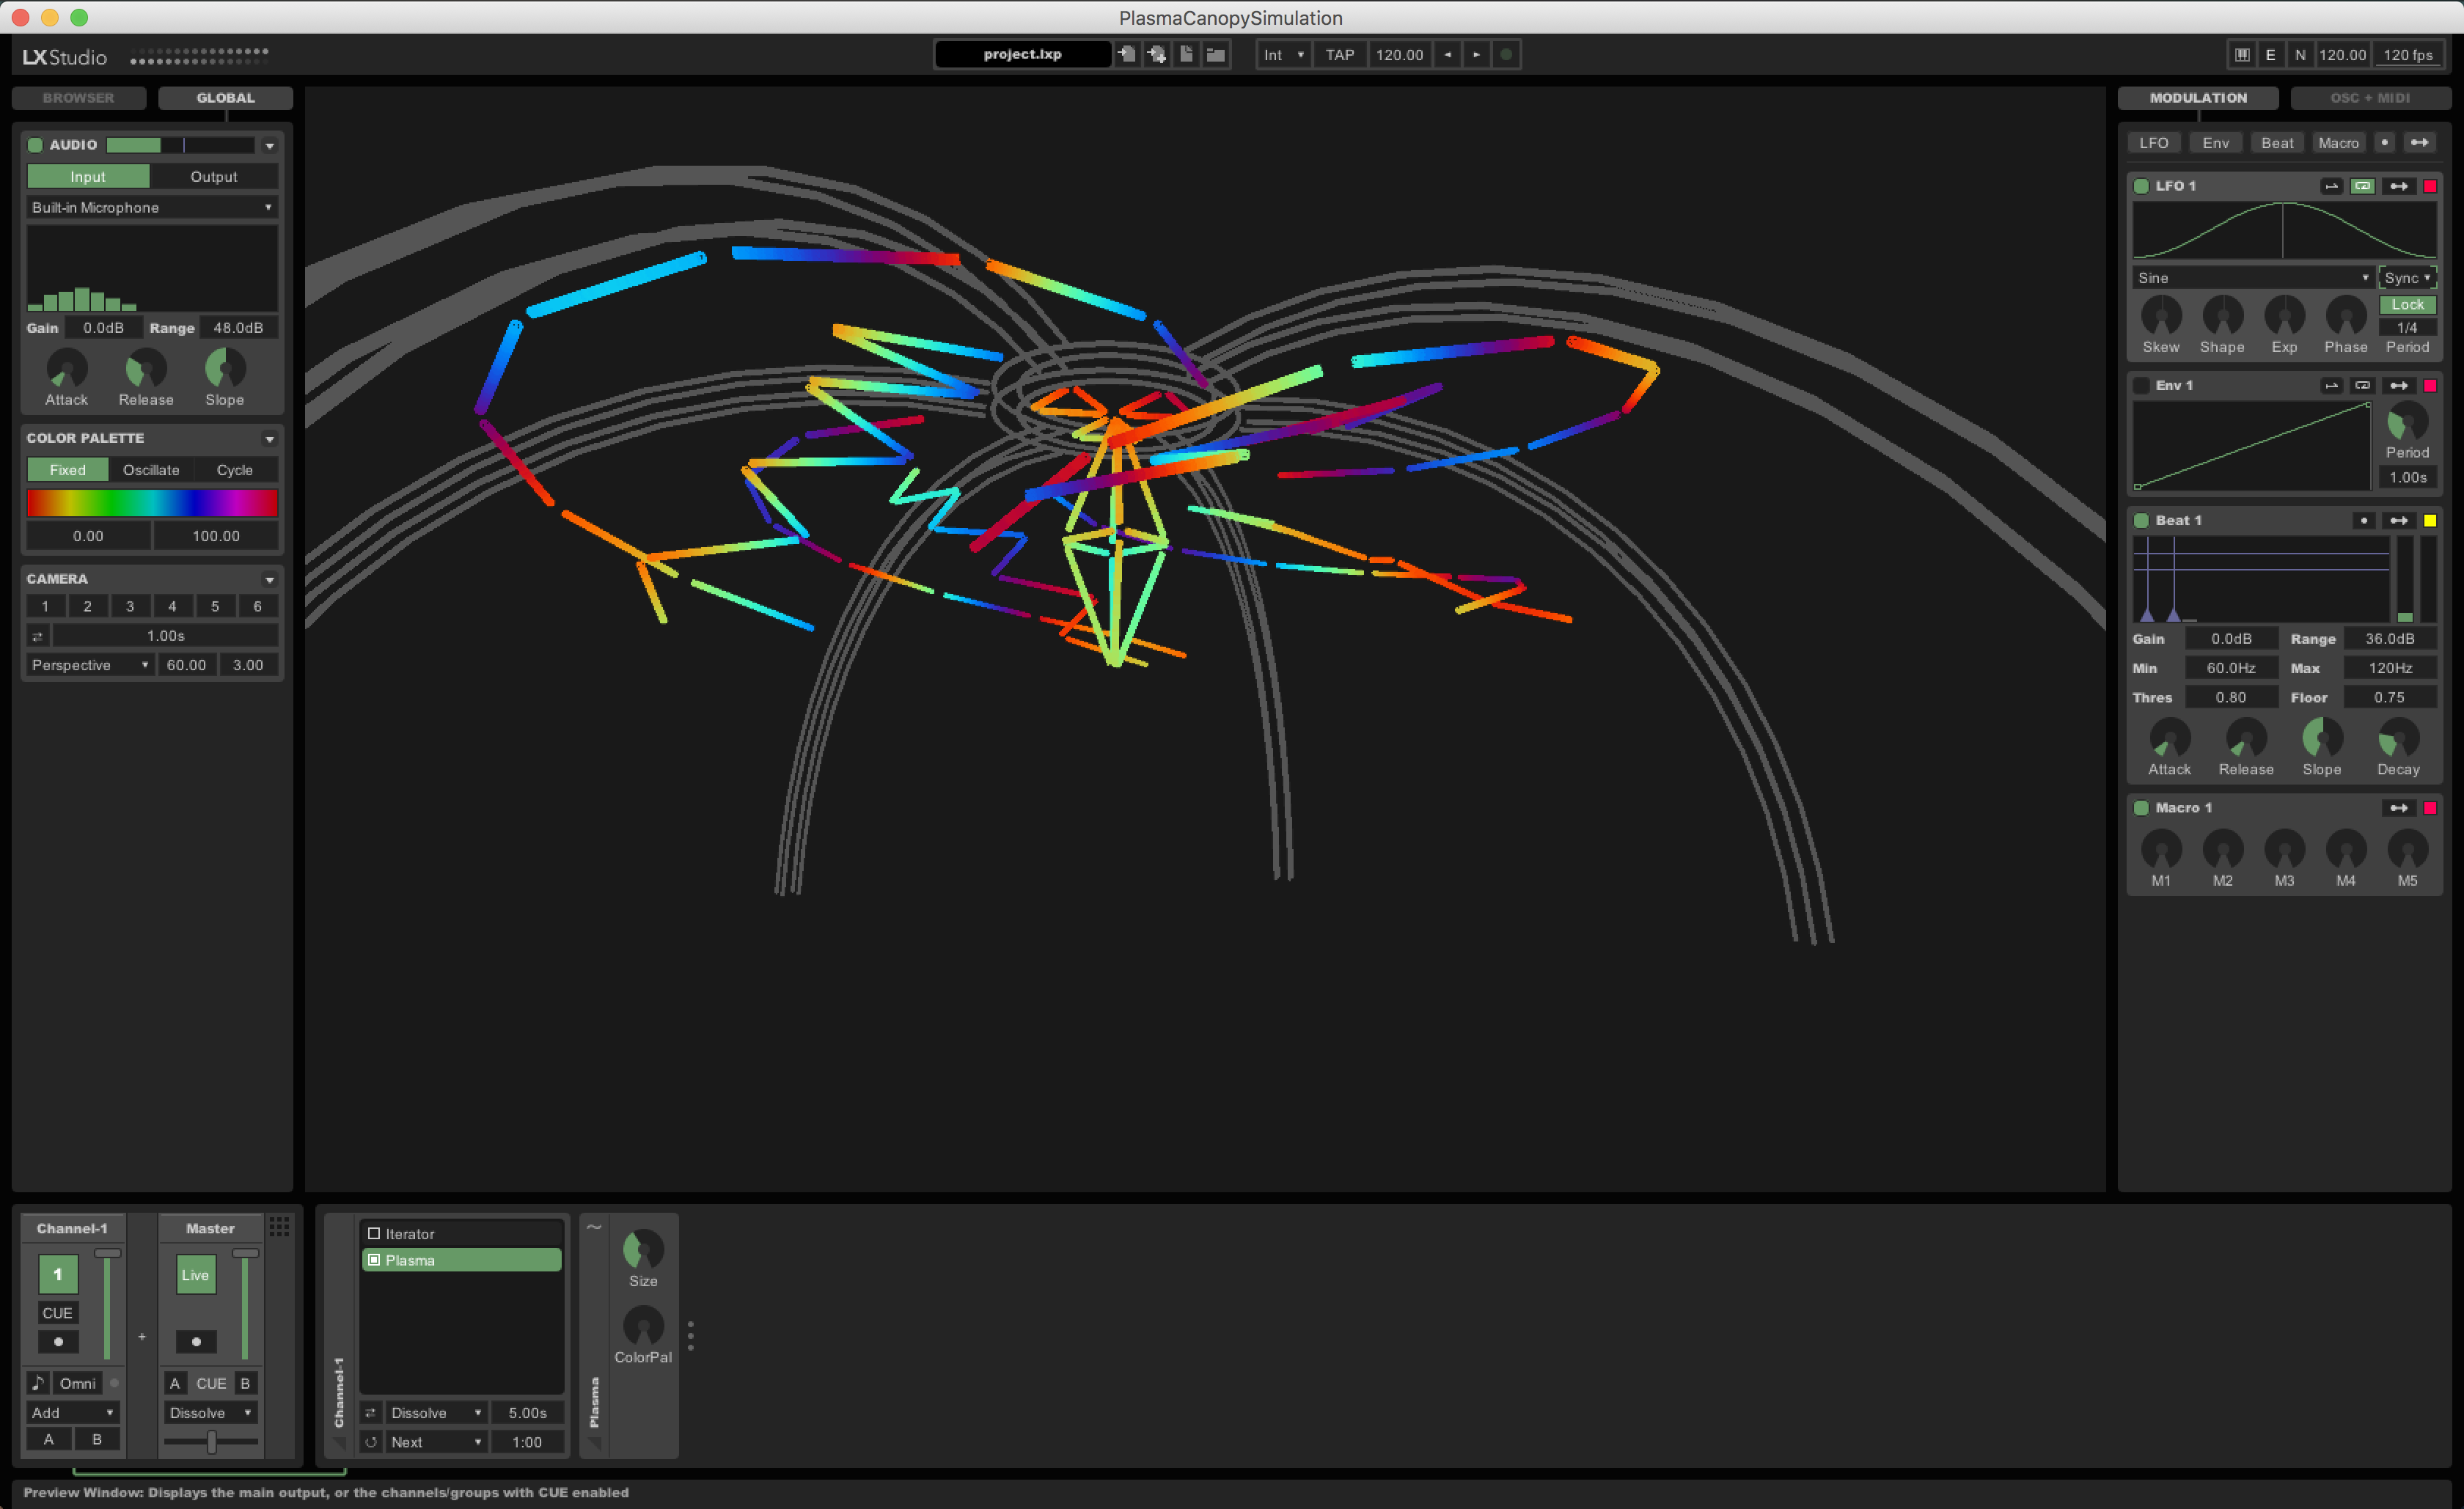 PlasmaCanopySimulation
LXStudio
project.lxp
Int
TAP
120.00
E
N
120.00
120 fps
BROWSER
GLOBAL
AUDIO
Input
Output
Built-in Microphone
Gain
0.0dB
Range
48.0dB
Attack
Release
Slope
COLOR PALETTE
Fixed
Oscillate
Cycle
0.00
100.00
CAMERA
1 2 3 4 5 6
1.00s
Perspective
60.00
3.00
MODULATION
OSC + MIDI
LFO
Env
Beat
Macro
LFO 1
Sine
Sync
Lock
1/4
Skew
Shape
Exp
Phase
Period
Env 1
Period
1.00s
Beat 1
Gain
0.0dB
Range
36.0dB
Min
60.0Hz
Max
120Hz
Thres
0.80
Floor
0.75
Attack
Release
Slope
Decay
Macro 1
M1
M2
M3
M4
M5
Channel-1
1
CUE
Omni
Add
A
B
Master
Live
A
CUE
B
Dissolve
Channel-1
Iterator
Plasma
Dissolve
5.00s
Next
1:00
Plasma
Size
ColorPal
Preview Window: Displays the main output, or the channels/groups with CUE enabled